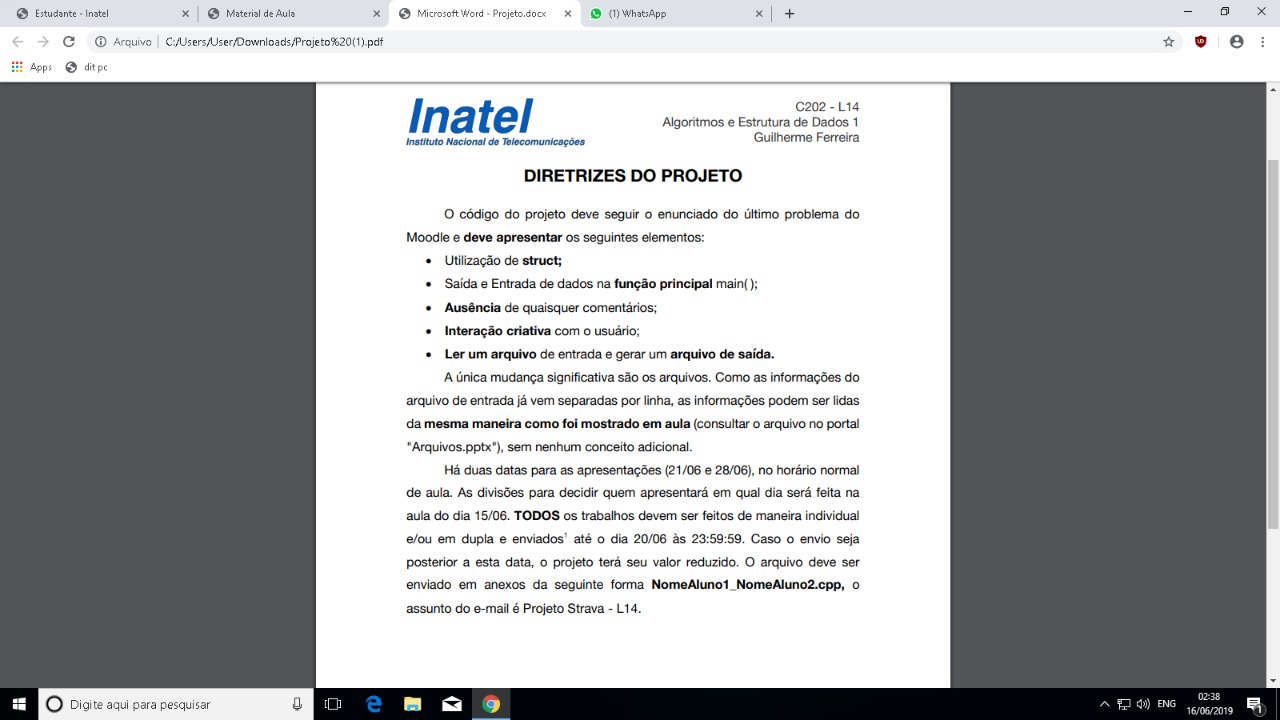 Estudante - Inatel
Material de Aula
Microsoft Word - Projeto.docx
(1) WhatsApp
Arquivo
C:/Users/User/Downloads/Projeto%20(1).pdf
Apps
dit pc
Inatel
Instituto Nacional de Telecomunicações
C202 - L14
Algoritmos e Estrutura de Dados 1
Guilherme Ferreira
DIRETRIZES DO PROJETO
O código do projeto deve seguir o enunciado do último problema do
Moodle e deve apresentar os seguintes elementos:
• Utilização de struct;
• Saída e Entrada de dados na função principal main( );
• Ausência de quaisquer comentários;
• Interação criativa com o usuário;
• Ler um arquivo de entrada e gerar um arquivo de saída.
A única mudança significativa são os arquivos. Como as informações do
arquivo de entrada já vem separadas por linha, as informações podem ser lidas
da mesma maneira como foi mostrado em aula (consultar o arquivo no portal
"Arquivos.pptx"), sem nenhum conceito adicional.
Há duas datas para as apresentações (21/06 e 28/06), no horário normal
de aula. As divisões para decidir quem apresentará em qual dia será feita na
aula do dia 15/06. TODOS os trabalhos devem ser feitos de maneira individual
e/ou em dupla e enviados¹ até o dia 20/06 às 23:59:59. Caso o envio seja
posterior a esta data, o projeto terá seu valor reduzido. O arquivo deve ser
enviado em anexos da seguinte forma NomeAluno1_NomeAluno2.cpp, o
assunto do e-mail é Projeto Strava - L14.
Digite aqui para pesquisar
ENG
02:38
16/06/2019
1